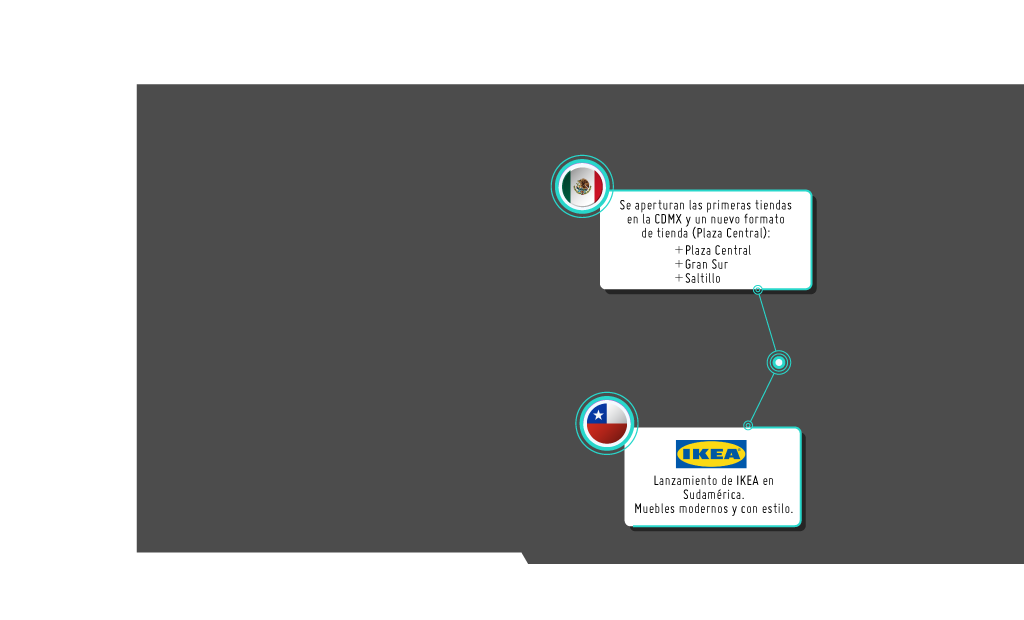 Se aperturan las primeras tiendas
en la CDMX y un nuevo formato
de tienda (Plaza Central):
+Plaza Central
+Gran Sur
+Saltillo
IKEA
Lanzamiento de IKEA en
Sudamérica.
Muebles modernos y con estilo.